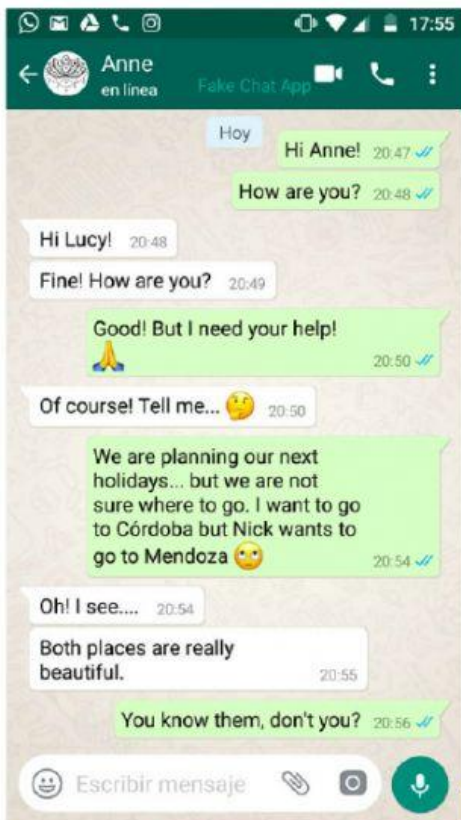 17:55
Anne
en línea
Fake Chat App
Hoy
Hi Anne! 20:47
How are you? 20:48
Hi Lucy! 20:48
Fine! How are you? 20:49
Good! But I need your help!
20:50
Of course! Tell me... 20:50
We are planning our next
holidays... but we are not
sure where to go. I want to go
to Córdoba but Nick wants to
go to Mendoza 20:54
Oh! I see.... 20:54
Both places are really
beautiful. 20:55
You know them, don't you? 20:56
Escribir mensaje